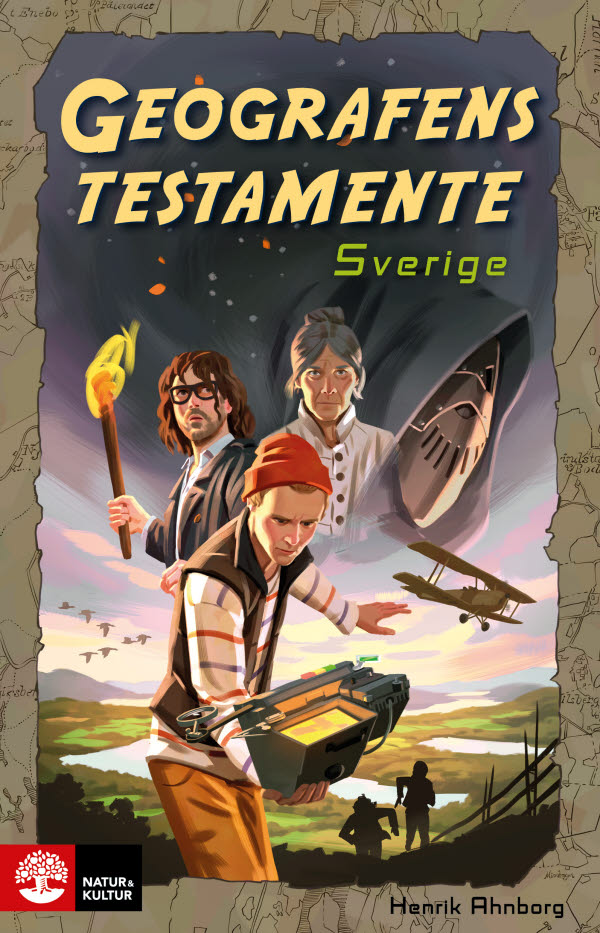 GEOGRAFENS
TESTAMENTE
Sverige
NATUR&
KULTUR
Henrik Ahnborg